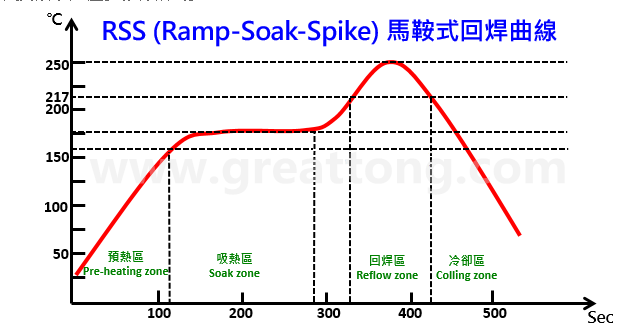 ℃
RSS (Ramp-Soak-Spike) 馬鞍式回焊曲線
250
217
200
150
100
50
www.greattong.com
預熱區
Pre-heating zone
吸熱區
Soak zone
回焊區
Reflow zone
冷卻區
Colling zone
100
200
300
400
500
Sec